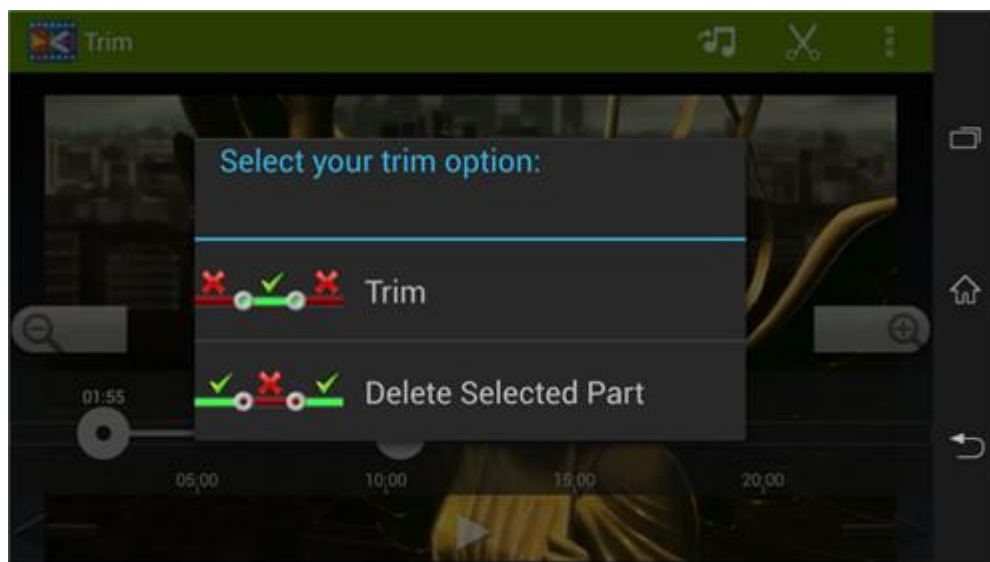 Trim
Select your trim option:
Trim
Delete Selected Part
01:55
05;00
10;00
15;00
20;00